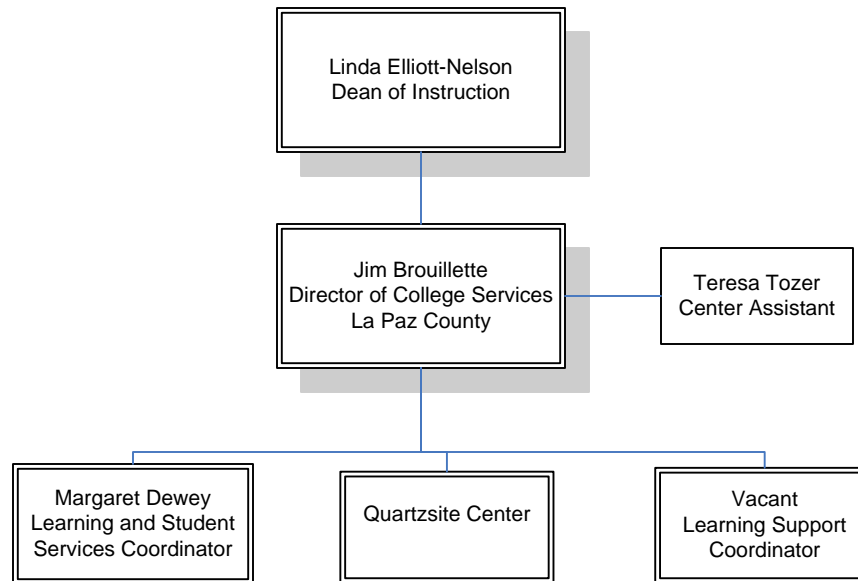 Linda Elliott-Nelson
Dean of Instruction
Jim Brouillette
Director of College Services
La Paz County
Teresa Tozer
Center Assistant
Margaret Dewey
Learning and Student
Services Coordinator
Quartzsite Center
Vacant
Learning Support
Coordinator